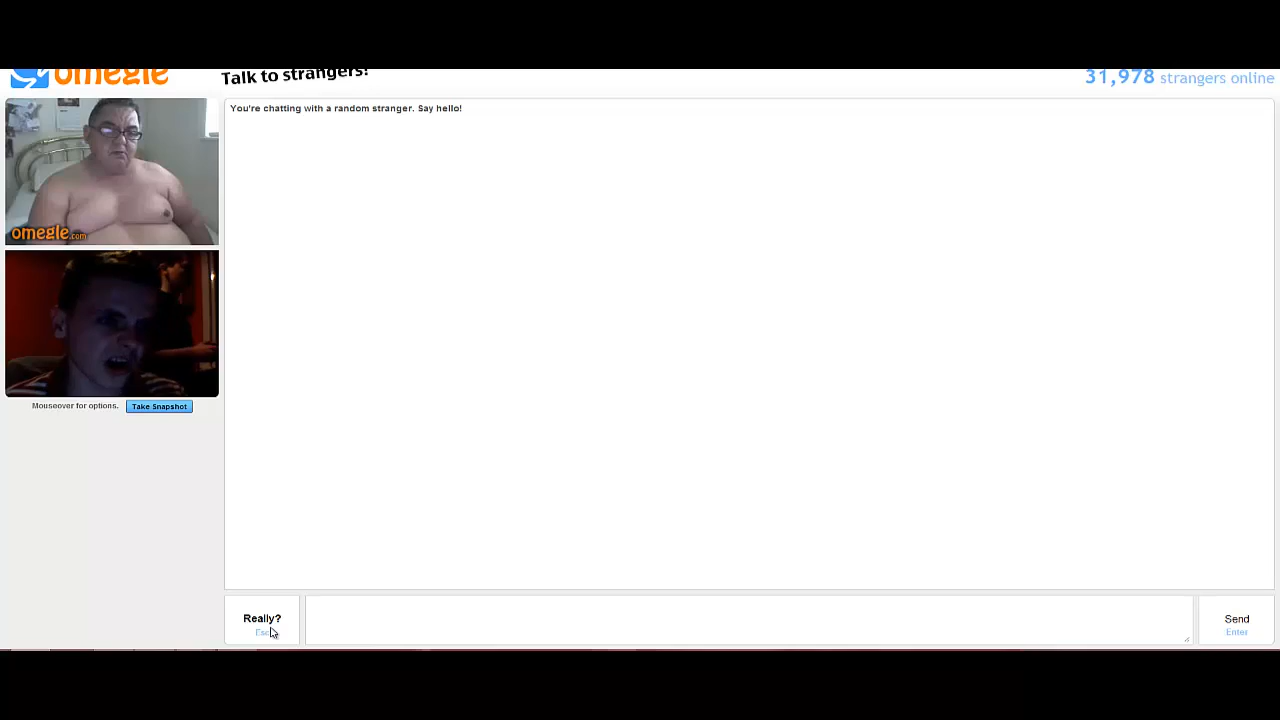 omegle
Talk to strangers!
31,978 strangers online
You're chatting with a random stranger. Say hello!
omegle.com
Mouseover for options.
Take Snapshot
Really?
Esc
Send
Enter